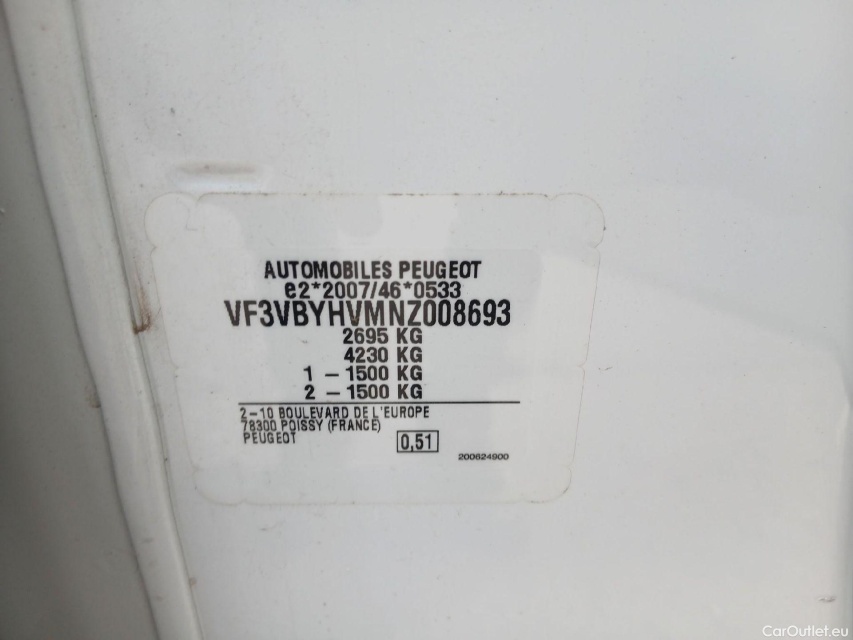 AUTOMOBILES PEUGEOT
e2*2007/46*0533
VF3VBYHVMNZ008693
2695 KG
4230 KG
1 – 1500 KG
2 – 1500 KG
2–10 BOULEVARD DE L'EUROPE
78300 POISSY (FRANCE)
PEUGEOT
0,51
200624900
CarOutlet.eu